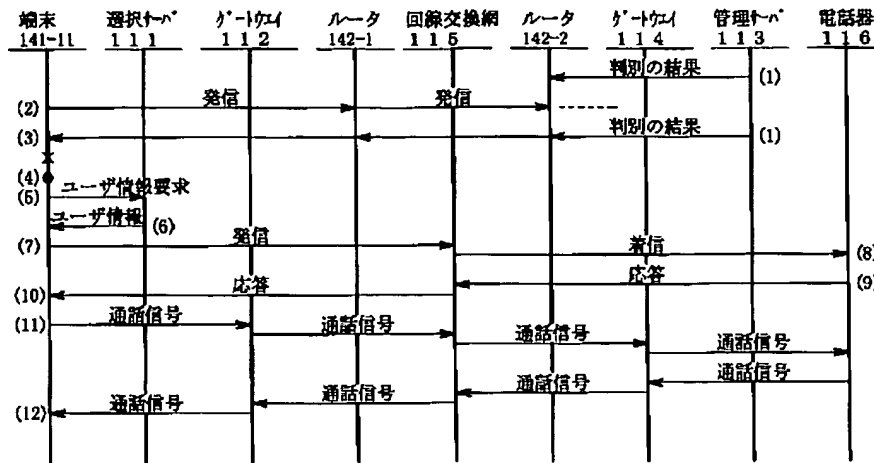 端末 選択サーバ ゲートウェイ ルータ 回線交換網 ルータ ゲートウェイ 管理サーバ 電話器
141-11 111 112 142-1 115 142-2 114 113 116
判別の結果 (1)
(2) 発信 発信
(3) 判別の結果 (1)
(4)
(5) ユーザ情報要求
ユーザ情報 (6)
(7) 発信 着信 (8)
応答 (9)
(10) 応答
(11) 通話信号 通話信号 通話信号 通話信号
通話信号
(12) 通話信号 通話信号 通話信号